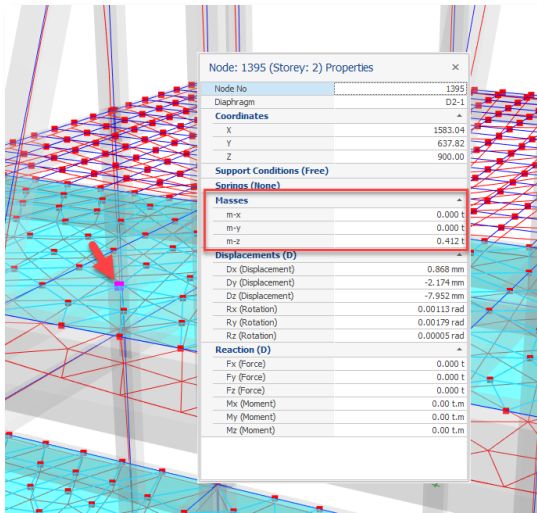 Node: 1395 (Storey: 2) Properties ×
Node No 1395
Diaphragm D2-1
Coordinates
X 1583.04
Y 637.82
Z 900.00
Support Conditions (Free)
Springs (None)
Masses
m-x 0.000 t
m-y 0.000 t
m-z 0.412 t
Displacements (D)
Dx (Displacement) 0.868 mm
Dy (Displacement) -2.174 mm
Dz (Displacement) -7.952 mm
Rx (Rotation) 0.00113 rad
Ry (Rotation) 0.00179 rad
Rz (Rotation) 0.00005 rad
Reaction (D)
Fx (Force) 0.000 t
Fy (Force) 0.000 t
Fz (Force) 0.000 t
Mx (Moment) 0.00 t.m
My (Moment) 0.00 t.m
Mz (Moment) 0.00 t.m